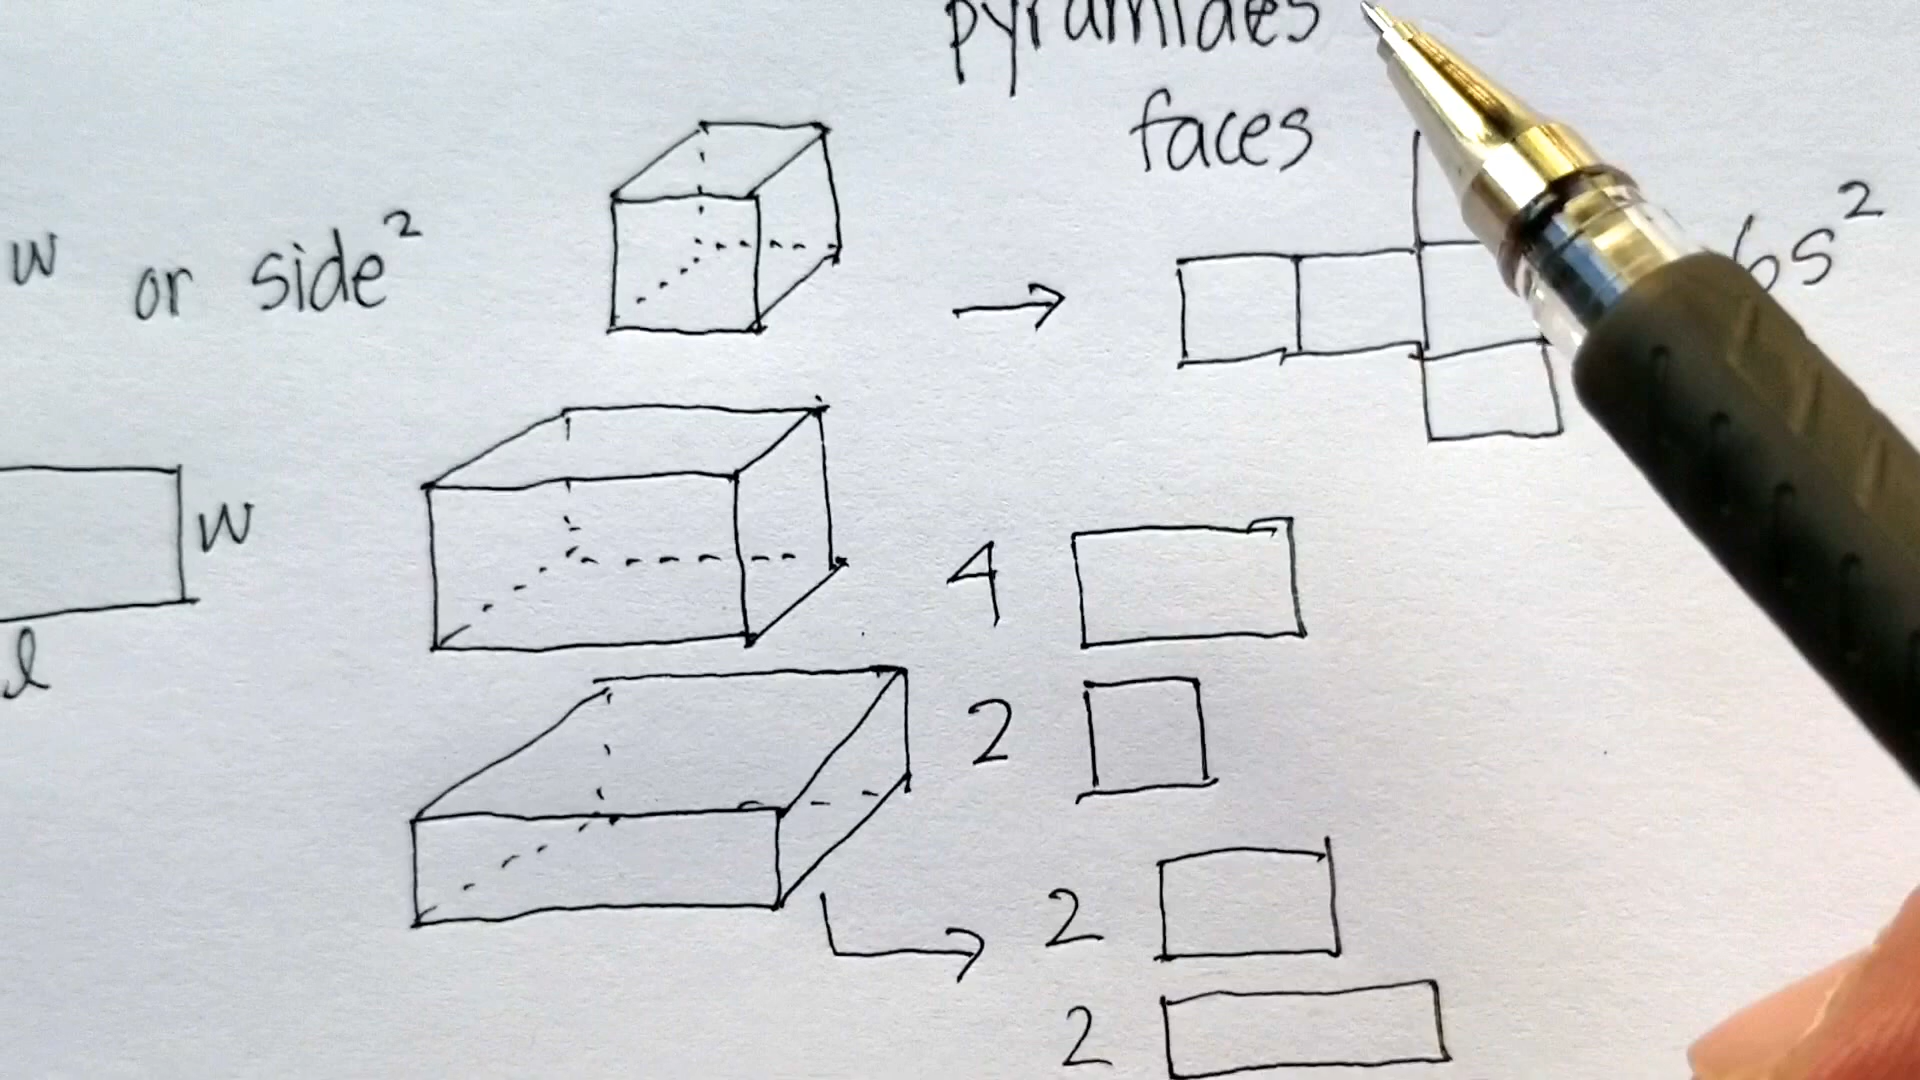 pyramides
faces
w or side²
6s²
w
l
4
2
2
2